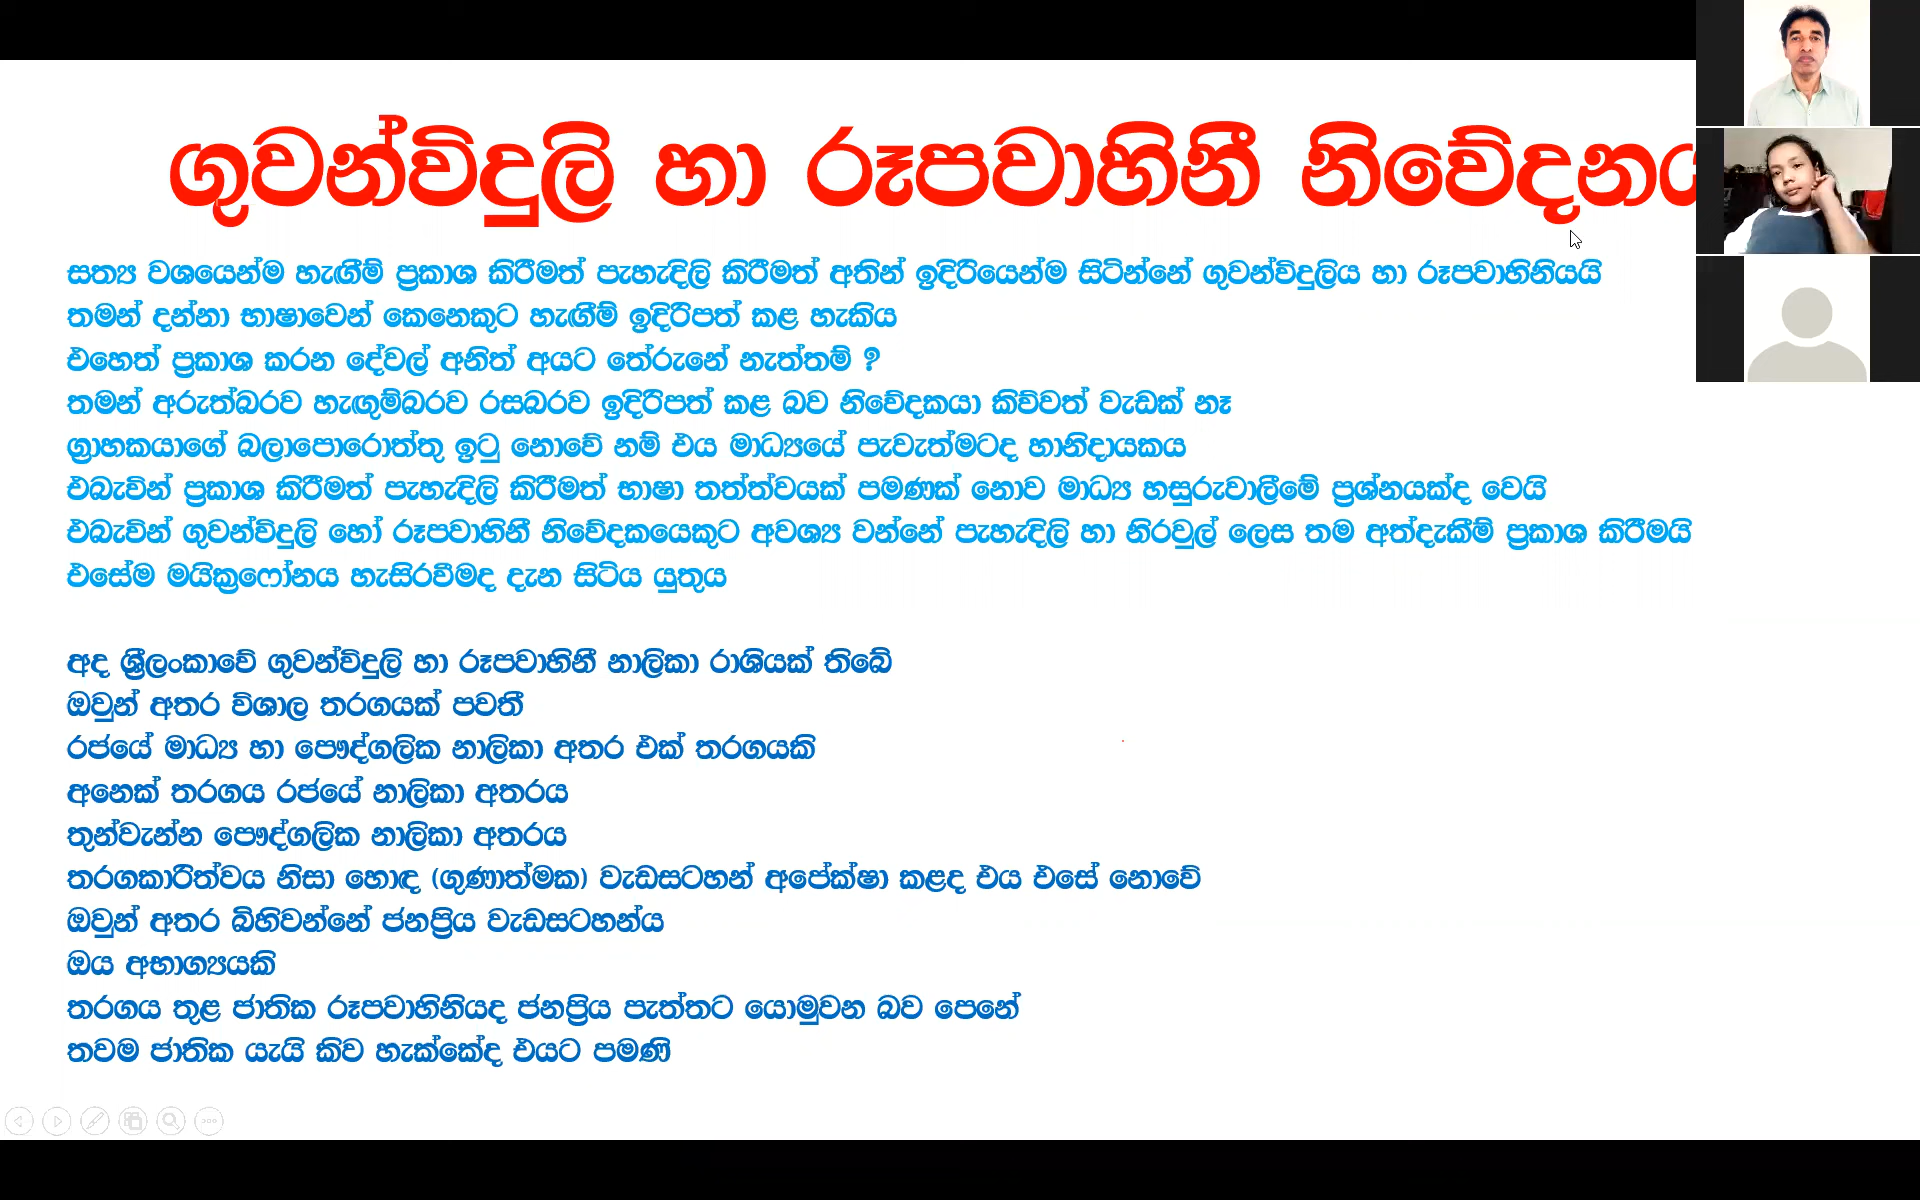 ගුවන්විදුලි හා රූපවාහිනී නිවේදනය
සත්‍ය වශයෙන්ම හැඟීම් ප්‍රකාශ කිරීමත් පැහැදිලි කිරීමත් අතින් ඉදිරියෙන්ම සිටින්නේ ගුවන්විදුලිය හා රූපවාහිනියයි
තමන් දන්නා භාෂාවෙන් කෙනෙකුට හැඟීම් ඉදිරිපත් කළ හැකිය
එහෙත් ප්‍රකාශ කරන දේවල් අනිත් අයට තේරුනේ නැත්තම් ?
තමන් අරුත්බරව හැඟුම්බරව රසබරව ඉදිරිපත් කළ බව නිවේදකයා කිව්වත් වැඩක් නෑ
ග්‍රාහකයාගේ බලාපොරොත්තු ඉටු නොවේ නම් එය මාධ්‍යයේ පැවැත්මටද හානිදායකය
එබැවින් ප්‍රකාශ කිරීමත් පැහැදිලි කිරීමත් භාෂා තත්ත්වයක් පමණක් නොව මාධ්‍ය හසුරුවාලීමේ ප්‍රශ්නයක්ද වෙයි
එබැවින් ගුවන්විදුලි හෝ රූපවාහිනී නිවේදකයෙකුට අවශ්‍ය වන්නේ පැහැදිලි හා නිරවුල් ලෙස තම අත්දැකීම් ප්‍රකාශ කිරීමයි
එසේම මයික්‍රෆෝනය හැසිරවීමද දැන සිටිය යුතුය
අද ශ්‍රීලංකාවේ ගුවන්විදුලි හා රූපවාහිනී නාලිකා රාශියක් තිබේ
ඔවුන් අතර විශාල තරගයක් පවතී
රජයේ මාධ්‍ය හා පෞද්ගලික නාලිකා අතර එක් තරගයකි
අනෙක් තරගය රජයේ නාලිකා අතරය
තුන්වැන්න පෞද්ගලික නාලිකා අතරය
තරගකාරිත්වය නිසා හොඳ (ගුණාත්මක) වැඩසටහන් අපේක්ෂා කළද එය එසේ නොවේ
ඔවුන් අතර බිහිවන්නේ ජනප්‍රිය වැඩසටහන්ය
ඔය අභාග්‍යයකි
තරගය තුළ ජාතික රූපවාහිනියද ජනප්‍රිය පැත්තට යොමුවන බව පෙනේ
තවම ජාතික යැයි කිව හැක්කේද එයට පමණි